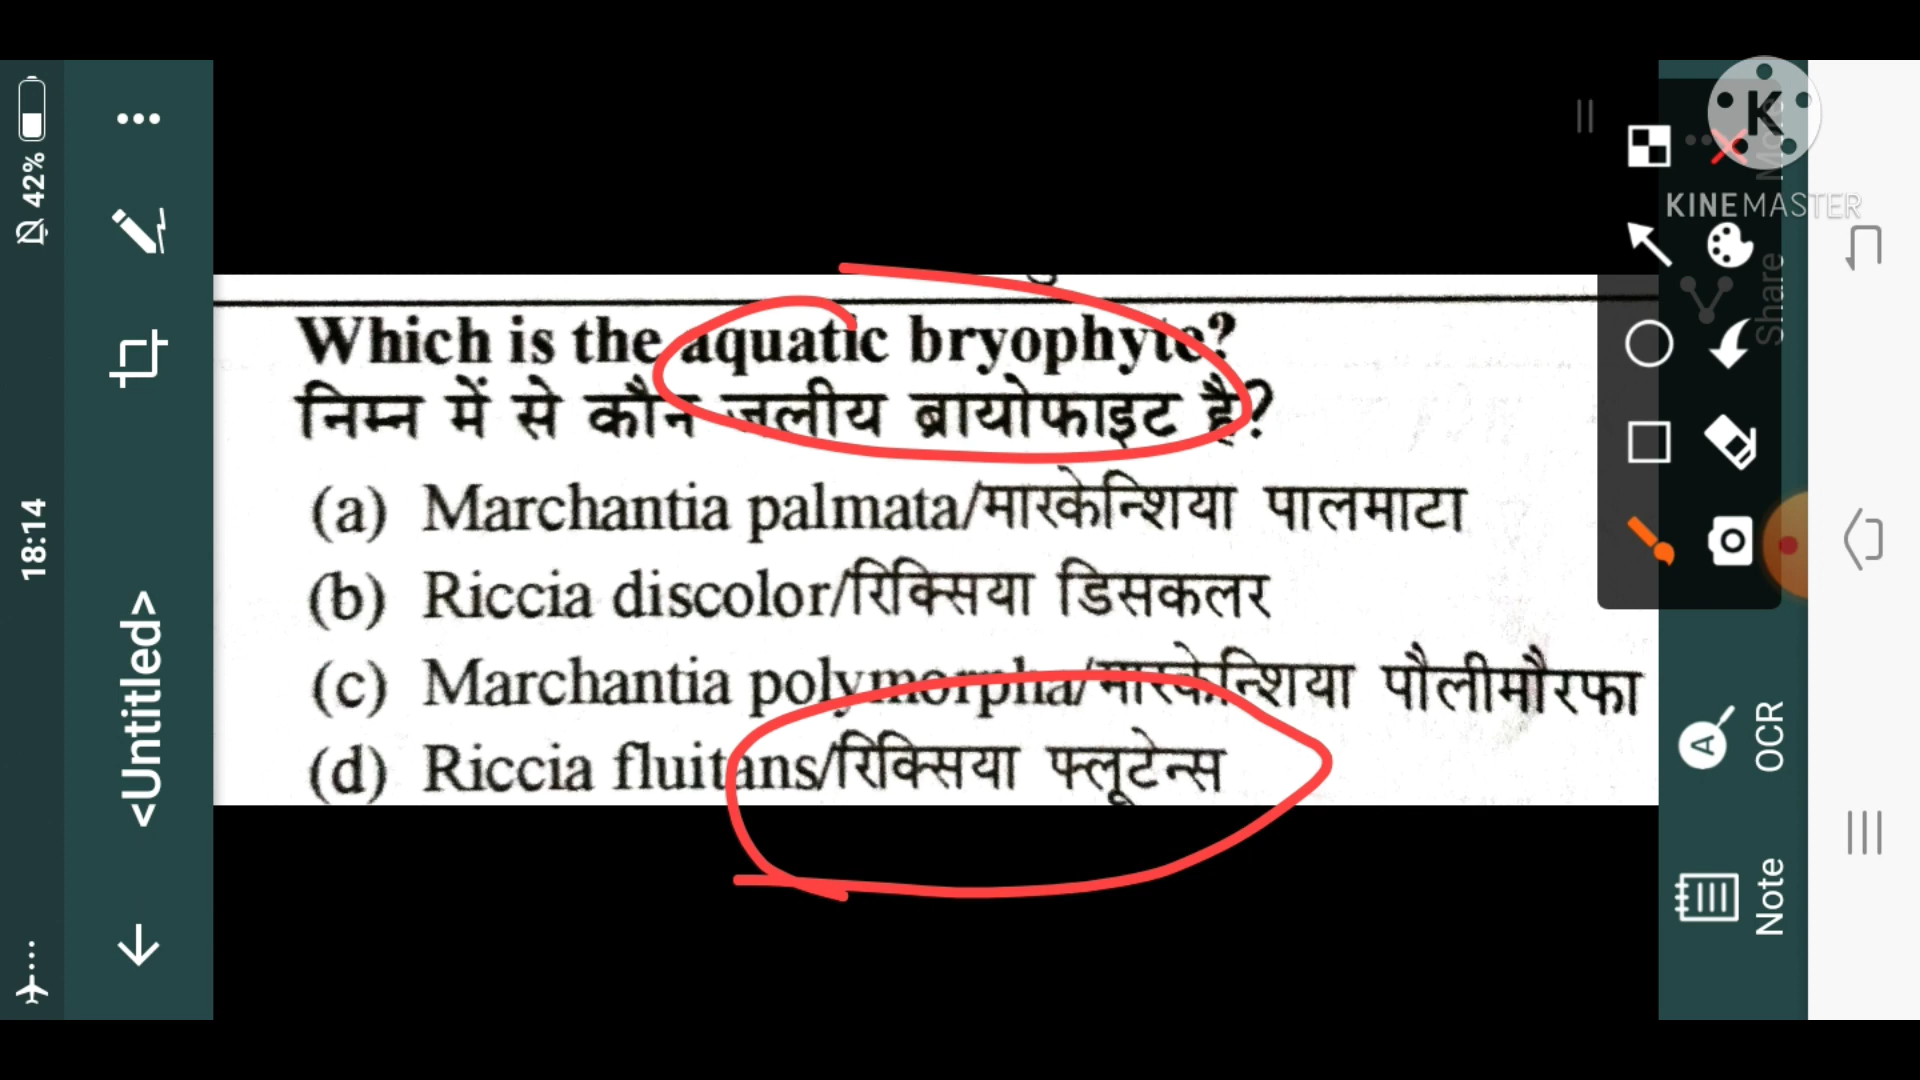 42%
18:14
<Untitled>
Which is the aquatic bryophyte?
निम्न में से कौन जलीय ब्रायोफाइट है?
(a) Marchantia palmata/मारकेन्शिया पालमाटा
(b) Riccia discolor/रिक्सिया डिसकलर
(c) Marchantia polymorpha/मारकेन्शिया पौलीमौरफा
(d) Riccia fluitans/रिक्सिया फ्लूटेन्स
K
KINEMASTER
More
Share
A
OCR
Note